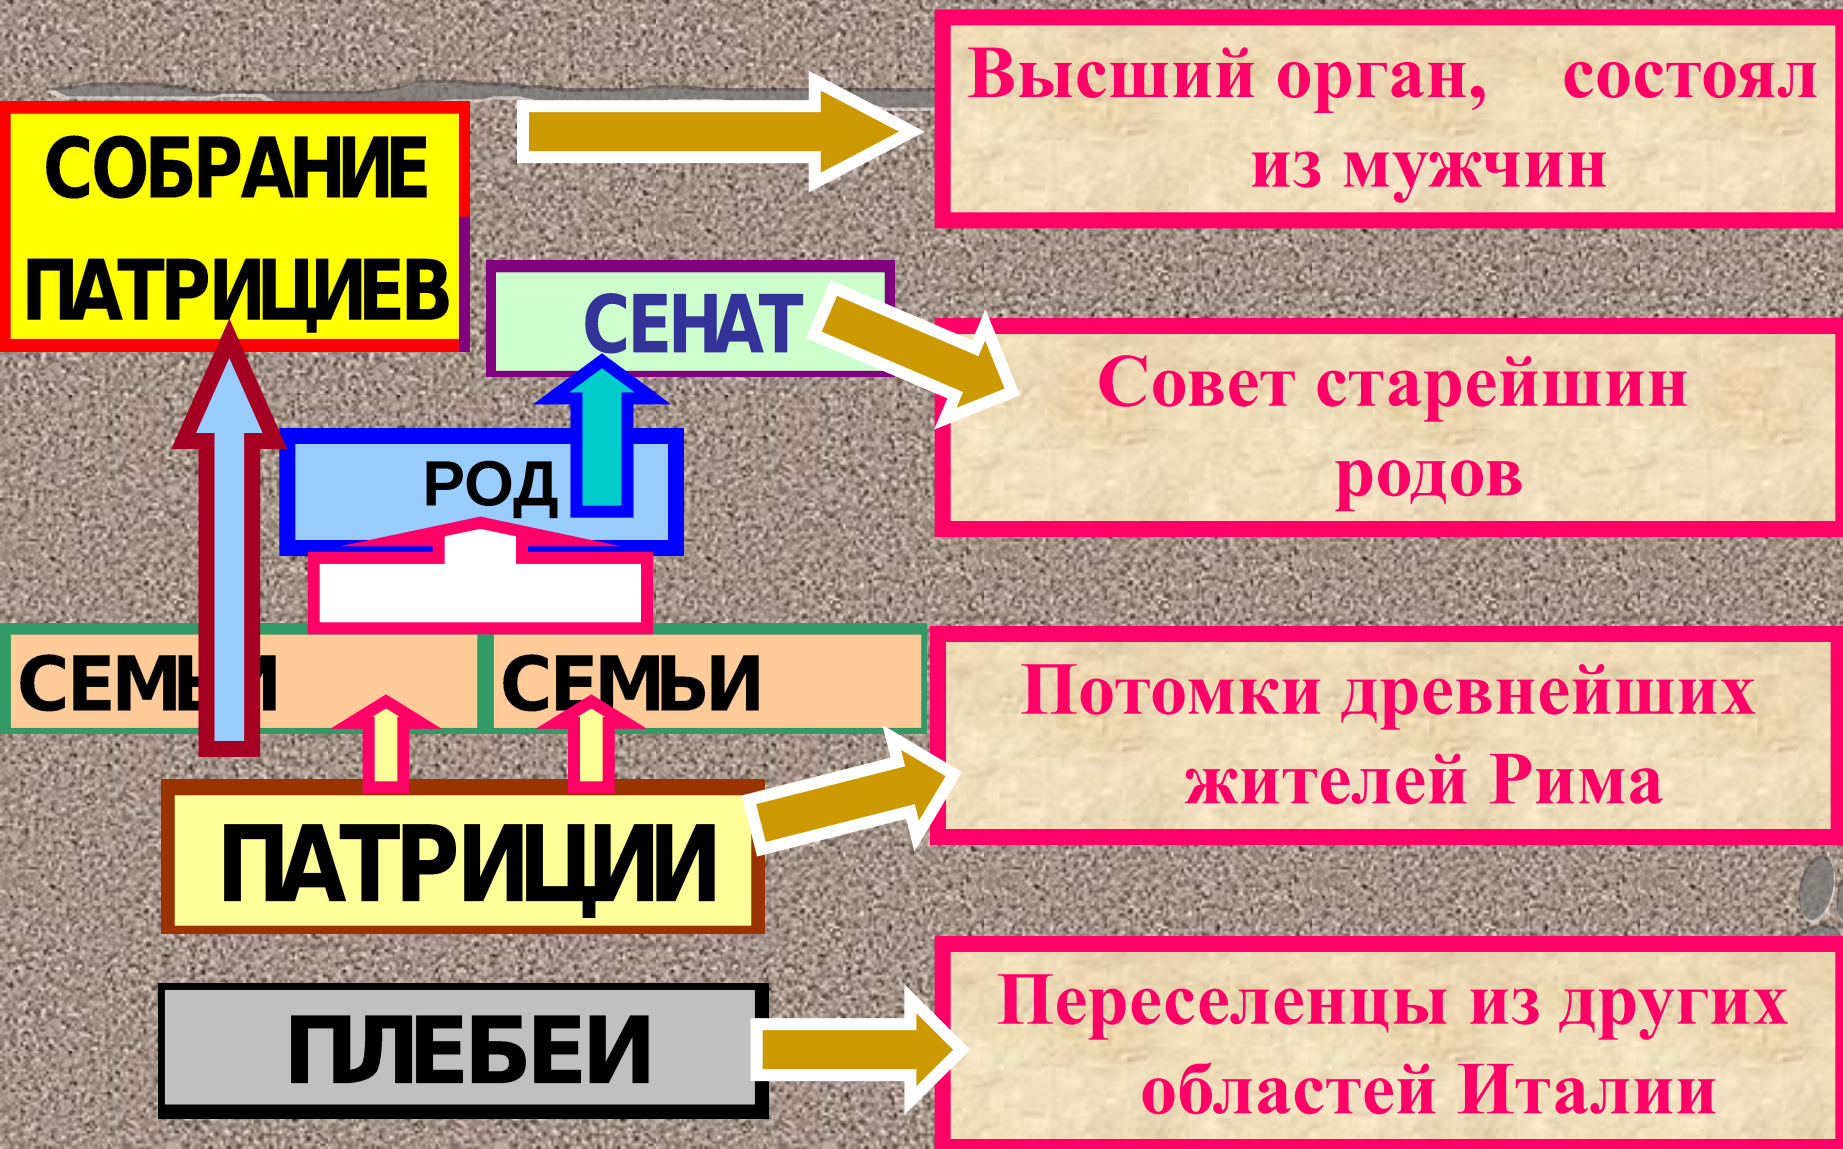 СОБРАНИЕ
ПАТРИЦИЕВ
Высший орган, состоял
из мужчин
СЕНАТ
Совет старейшин
родов
РОД
СЕМЬИ
СЕМЬИ
Потомки древнейших
жителей Рима
ПАТРИЦИИ
ПЛЕБЕИ
Переселенцы из других
областей Италии